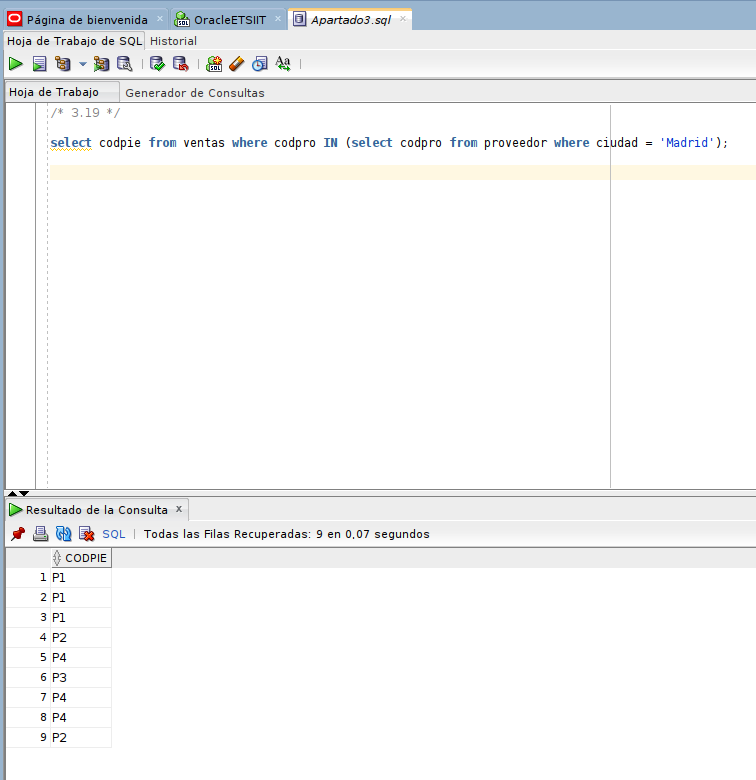 Página de bienvenida OracleETSIIT Apartado3.sql
Hoja de Trabajo de SQL Historial
Hoja de Trabajo Generador de Consultas
/* 3.19 */
select codpie from ventas where codpro IN (select codpro from proveedor where ciudad = 'Madrid');
Resultado de la Consulta
SQL Todas las Filas Recuperadas: 9 en 0,07 segundos
CODPIE
1 P1
2 P1
3 P1
4 P2
5 P4
6 P3
7 P4
8 P4
9 P2